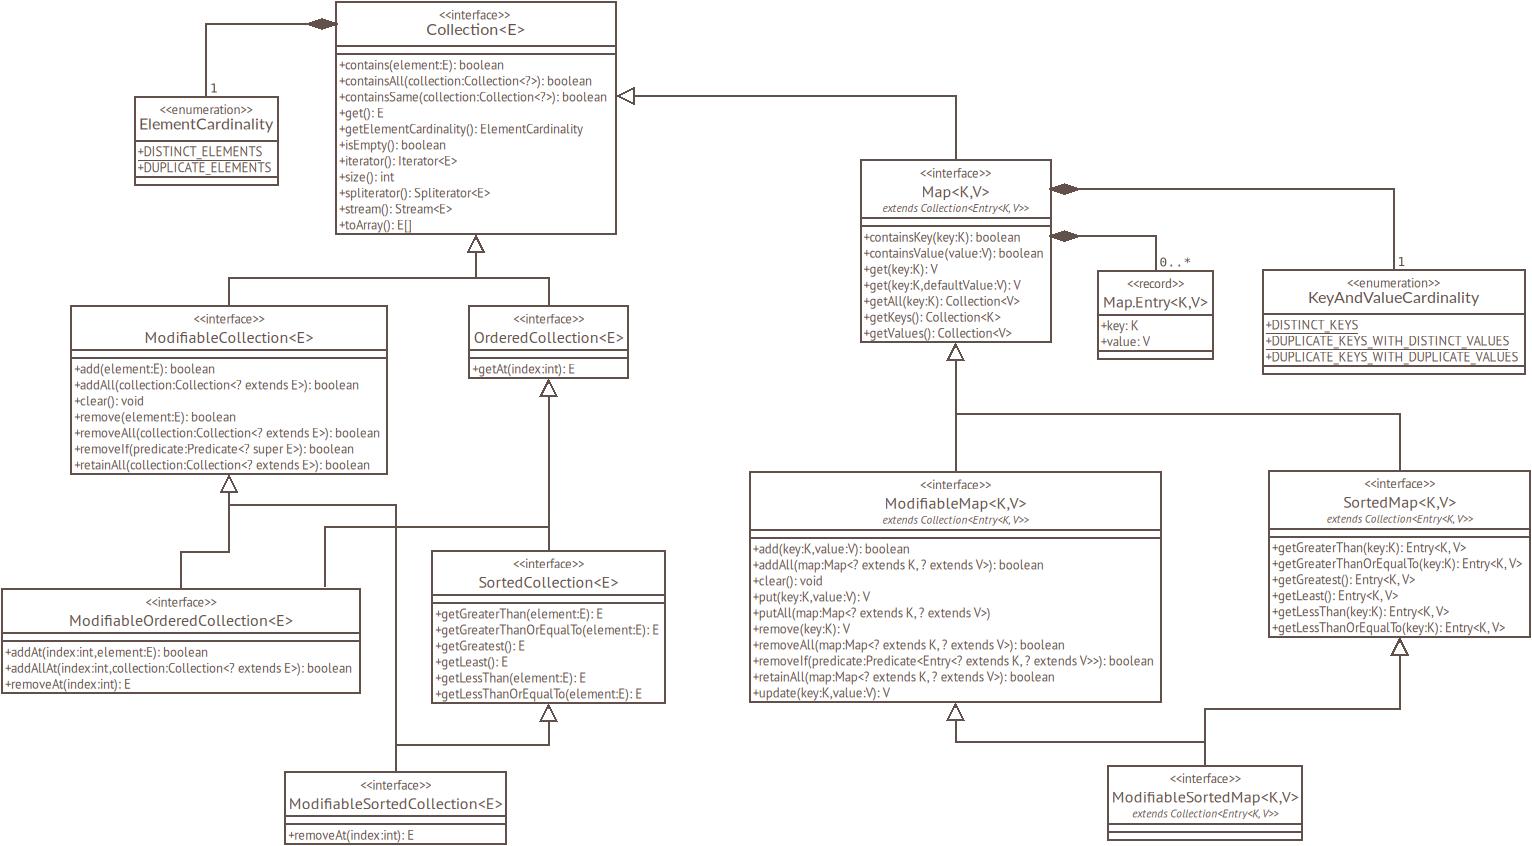 <<interface>>
Collection<E>
+contains(element:E): boolean
+containsAll(collection:Collection<?>): boolean
+containsSame(collection:Collection<?>): boolean
+get(): E
+getElementCardinality(): ElementCardinality
+isEmpty(): boolean
+iterator(): Iterator<E>
+size(): int
+spliterator(): Spliterator<E>
+stream(): Stream<E>
+toArray(): E[]
1
<<enumeration>>
ElementCardinality
+DISTINCT_ELEMENTS
+DUPLICATE_ELEMENTS
<<interface>>
Map<K,V>
extends Collection<Entry<K, V>>
+containsKey(key:K): boolean
+containsValue(value:V): boolean
+get(key:K): V
+get(key:K,defaultValue:V): V
+getAll(key:K): Collection<V>
+getKeys(): Collection<K>
+getValues(): Collection<V>
0..*
<<record>>
Map.Entry<K,V>
+key: K
+value: V
1
<<enumeration>>
KeyAndValueCardinality
+DISTINCT_KEYS
+DUPLICATE_KEYS_WITH_DISTINCT_VALUES
+DUPLICATE_KEYS_WITH_DUPLICATE_VALUES
<<interface>>
ModifiableCollection<E>
+add(element:E): boolean
+addAll(collection:Collection<? extends E>): boolean
+clear(): void
+remove(element:E): boolean
+removeAll(collection:Collection<? extends E>): boolean
+removeIf(predicate:Predicate<? super E>): boolean
+retainAll(collection:Collection<? extends E>): boolean
<<interface>>
OrderedCollection<E>
+getAt(index:int): E
<<interface>>
ModifiableOrderedCollection<E>
+addAt(index:int,element:E): boolean
+addAllAt(index:int,collection:Collection<? extends E>): boolean
+removeAt(index:int): E
<<interface>>
SortedCollection<E>
+getGreaterThan(element:E): E
+getGreaterThanOrEqualTo(element:E): E
+getGreatest(): E
+getLeast(): E
+getLessThan(element:E): E
+getLessThanOrEqualTo(element:E): E
<<interface>>
ModifiableSortedCollection<E>
+removeAt(index:int): E
<<interface>>
ModifiableMap<K,V>
extends Collection<Entry<K, V>>
+add(key:K,value:V): boolean
+addAll(map:Map<? extends K, ? extends V>): boolean
+clear(): void
+put(key:K,value:V): V
+putAll(map:Map<? extends K, ? extends V>)
+remove(key:K): V
+removeAll(map:Map<? extends K, ? extends V>): boolean
+removeIf(predicate:Predicate<Entry<? extends K, ? extends V>>): boolean
+retainAll(map:Map<? extends K, ? extends V>): boolean
+update(key:K,value:V): V
<<interface>>
SortedMap<K,V>
extends Collection<Entry<K, V>>
+getGreaterThan(key:K): Entry<K, V>
+getGreaterThanOrEqualTo(key:K): Entry<K, V>
+getGreatest(): Entry<K, V>
+getLeast(): Entry<K, V>
+getLessThan(key:K): Entry<K, V>
+getLessThanOrEqualTo(key:K): Entry<K, V>
<<interface>>
ModifiableSortedMap<K,V>
extends Collection<Entry<K, V>>